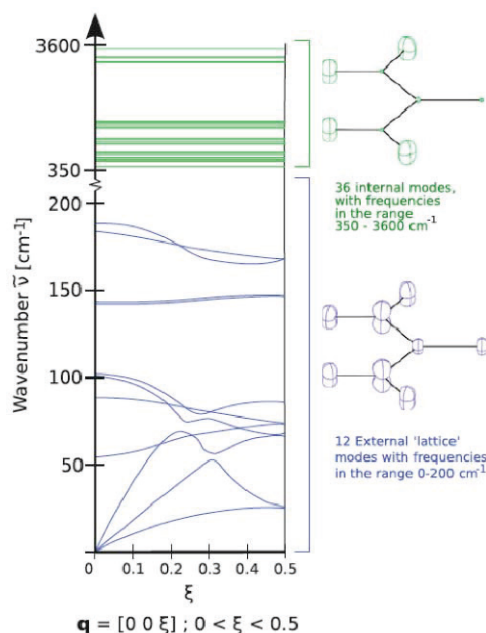 3600
350
200
150
100
50
Wavenumber ν̃ [cm-1]
0 0.1 0.2 0.3 0.4 0.5
ξ
q = [0 0 ξ] ; 0 < ξ < 0.5
36 internal modes,
with frequencies
in the range
350 - 3600 cm-1
12 External 'lattice'
modes with frequencies
in the range 0-200 cm-1